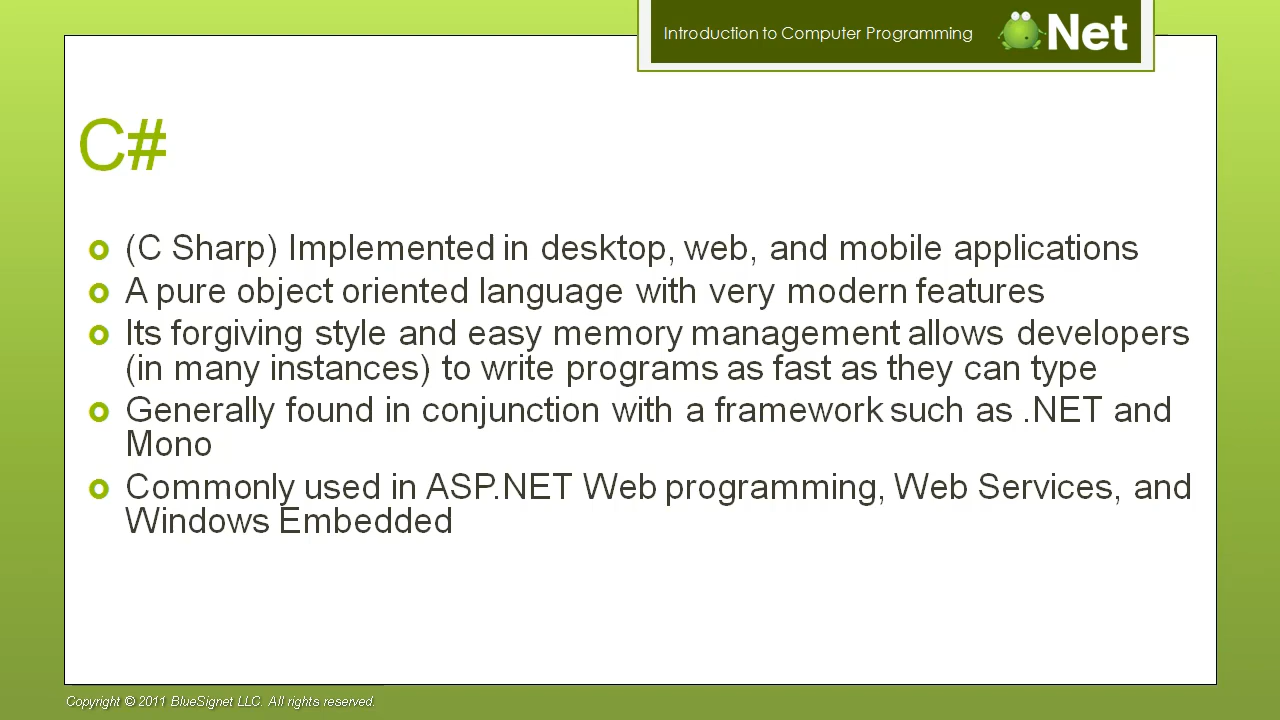 Introduction to Computer Programming
Net
C#
(C Sharp) Implemented in desktop, web, and mobile applications
A pure object oriented language with very modern features
Its forgiving style and easy memory management allows developers
(in many instances) to write programs as fast as they can type
Generally found in conjunction with a framework such as .NET and
Mono
Commonly used in ASP.NET Web programming, Web Services, and
Windows Embedded
Copyright © 2011 BlueSignet LLC. All rights reserved.